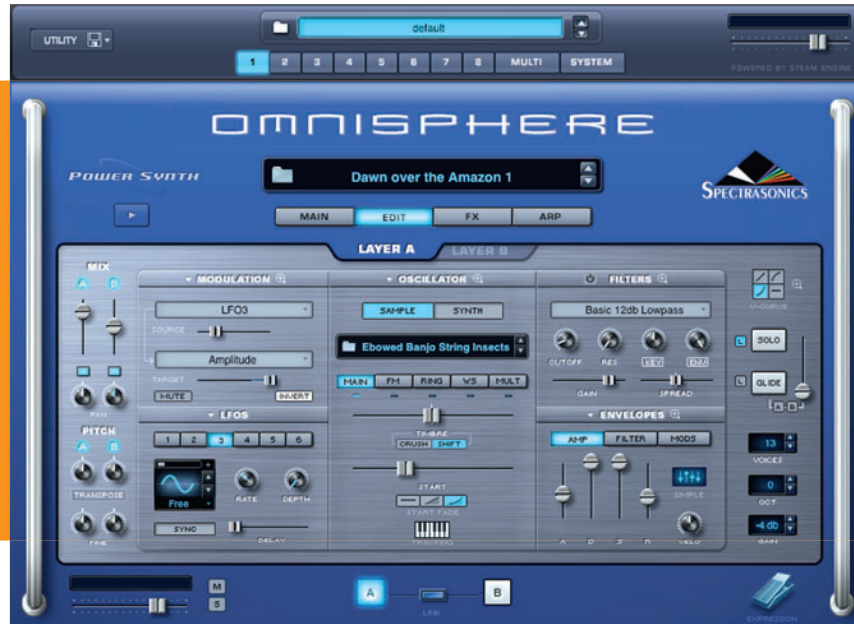 UTILITY
default
1 2 3 4 5 6 7 8 MULTI SYSTEM
POWERED BY STEAM ENGINE
OMNISPHERE
POWER SYNTH
Dawn over the Amazon 1
SPECTRASONICS
MAIN EDIT FX ARP
LAYER A LAYER B
MIX
A B
PAN
PITCH
A B
TRANSPOSE
FINE
MODULATION
LFO3
SOURCE
Amplitude
TARGET
MUTE INVERT
LFOS
1 2 3 4 5 6
Free
RATE DEPTH
SYNC
DELAY
OSCILLATOR
SAMPLE SYNTH
Ebowed Banjo String Insects
MAIN FM RING WS MULT
TIMBRE
CRUSH SHIFT
START
START FADE
TRACKING
FILTERS
Basic 12db Lowpass
CUTOFF RES KEY ENV
GAIN SPREAD
ENVELOPES
AMP FILTER MODS
SIMPLE
A D S R VELO
L SOLO
L GLIDE
A B
13
VOICES
0
OCT
-4 db
GAIN
M
S
A B
LINK
EXPRESSION